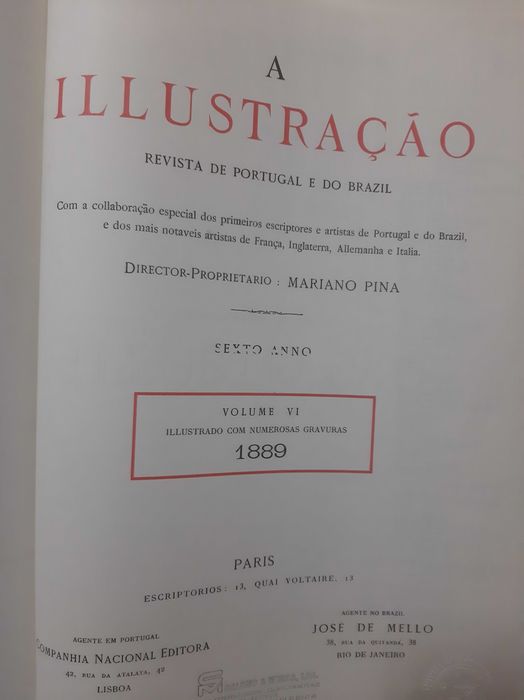 A
ILLUSTRAÇÃO
REVISTA DE PORTUGAL E DO BRAZIL
Com a collaboração especial dos primeiros escriptores e artistas de Portugal e do Brazil,
e dos mais notaveis artistas de França, Inglaterra, Allemanha e Italia.
DIRECTOR-PROPRIETARIO : MARIANO PINA
SEXTO ANNO
VOLUME VI
ILLUSTRADO COM NUMEROSAS GRAVURAS
1889
PARIS
ESCRIPTORIOS : 13, QUAI VOLTAIRE, 13
AGENTE EM PORTUGAL
COMPANHIA NACIONAL EDITORA
42, RUA DA ATALAYA, 42
LISBOA
AGENTE NO BRAZIL
JOSÉ DE MELLO
38, RUA DA QUITANDA, 38
RIO DE JANEIRO